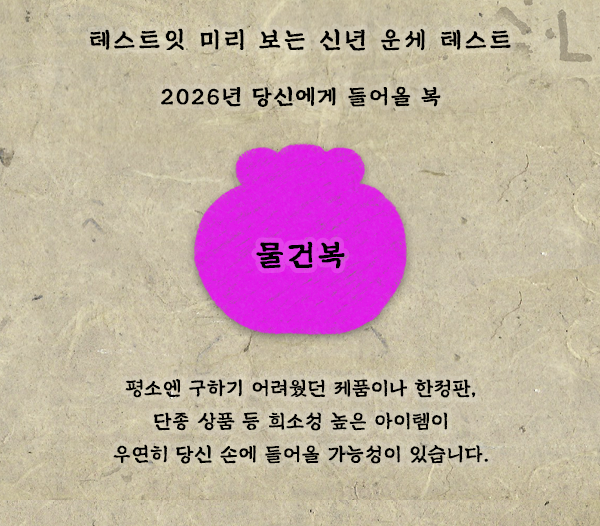 테스트잇 미리 보는 신년 운세 테스트
2026년 당신에게 들어올 복
물건복
평소엔 구하기 어려웠던 제품이나 한정판,
단종 상품 등 희소성 높은 아이템이
우연히 당신 손에 들어올 가능성이 있습니다.